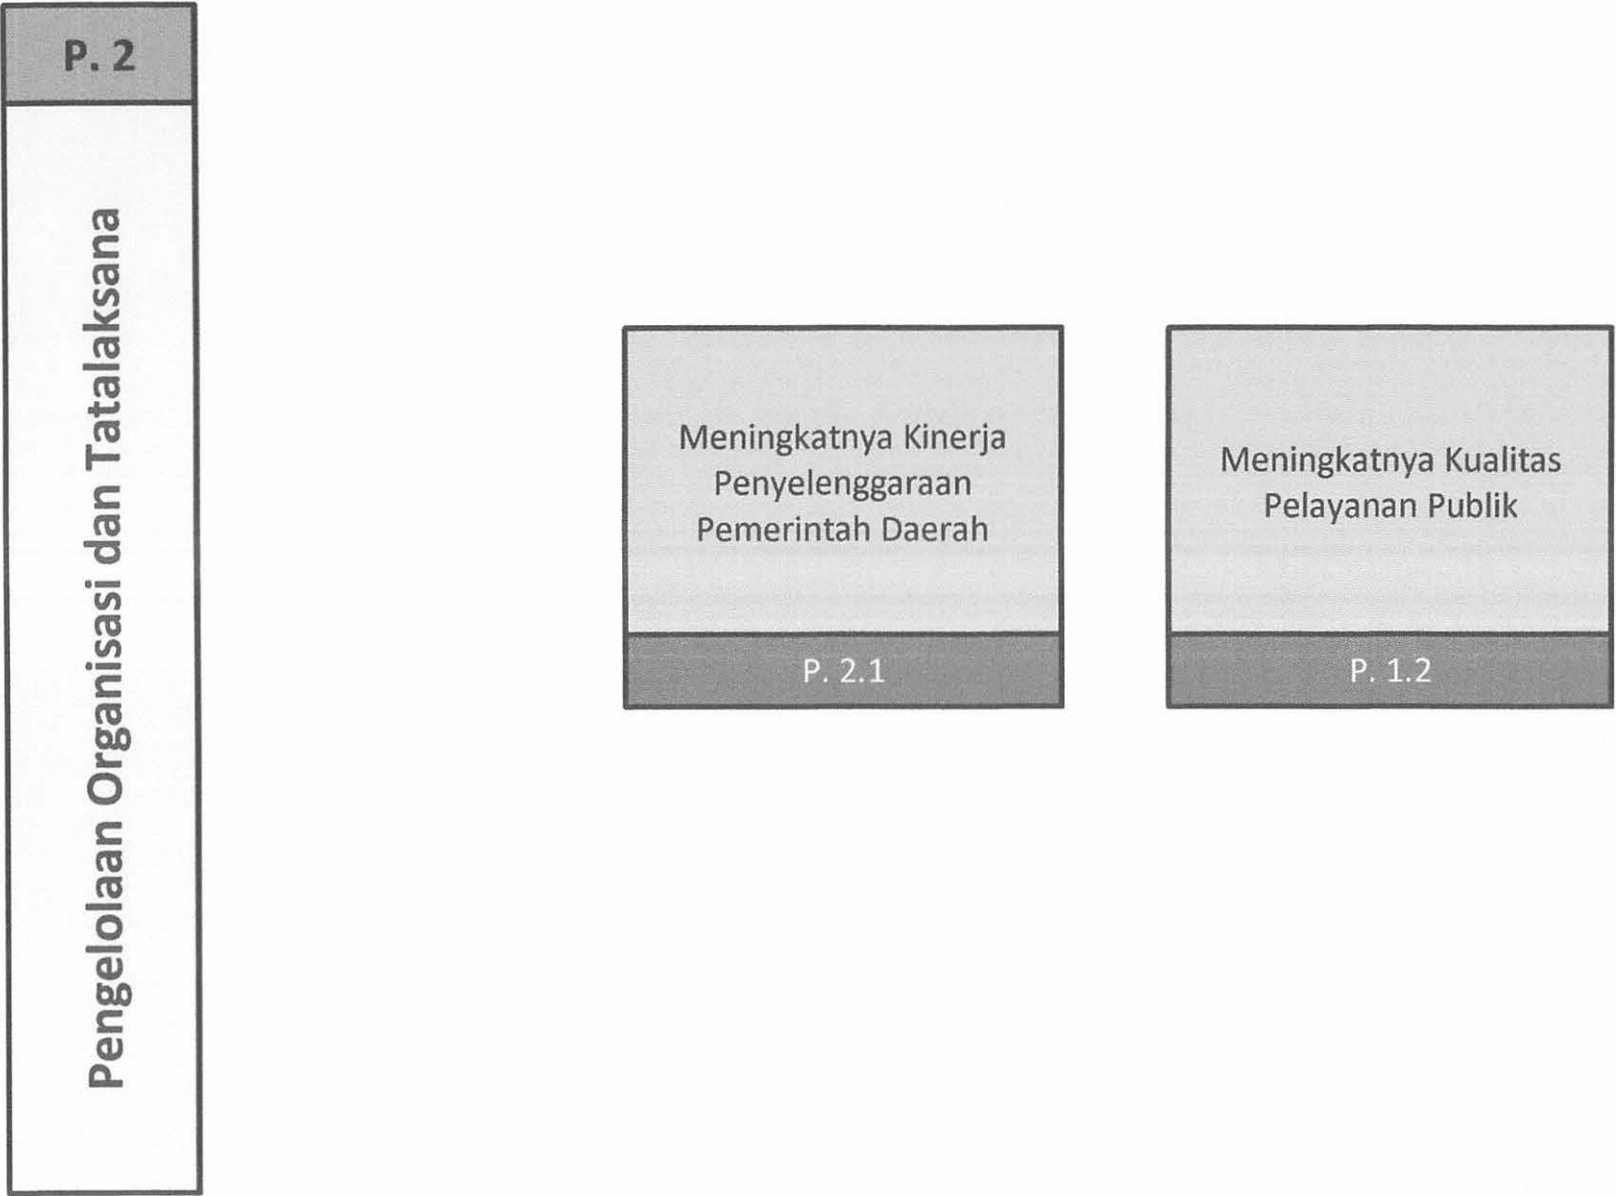 P. 2
Pengelolaan Organisasi dan Tatalaksana
Meningkatnya Kinerja
Penyelenggaraan
Pemerintah Daerah
P. 2.1
Meningkatnya Kualitas
Pelayanan Publik
P. 1.2